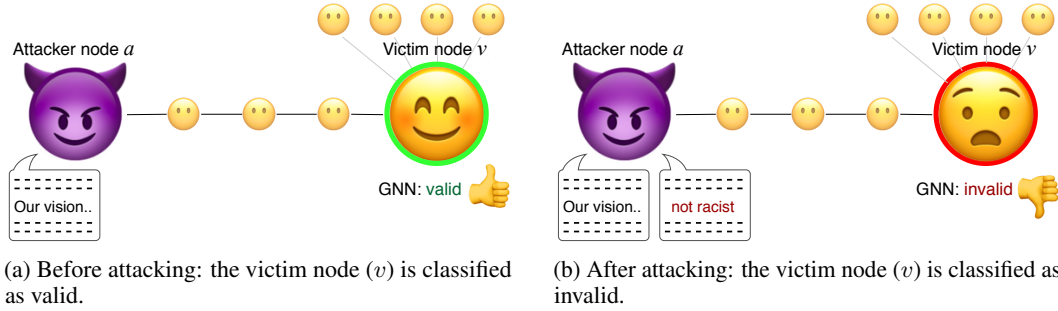 Attacker node a
Victim node v
Our vision..
GNN: valid
(a) Before attacking: the victim node (v) is classified
as valid.
Attacker node a
Victim node v
Our vision..
not racist
GNN: invalid
(b) After attacking: the victim node (v) is classified as
invalid.